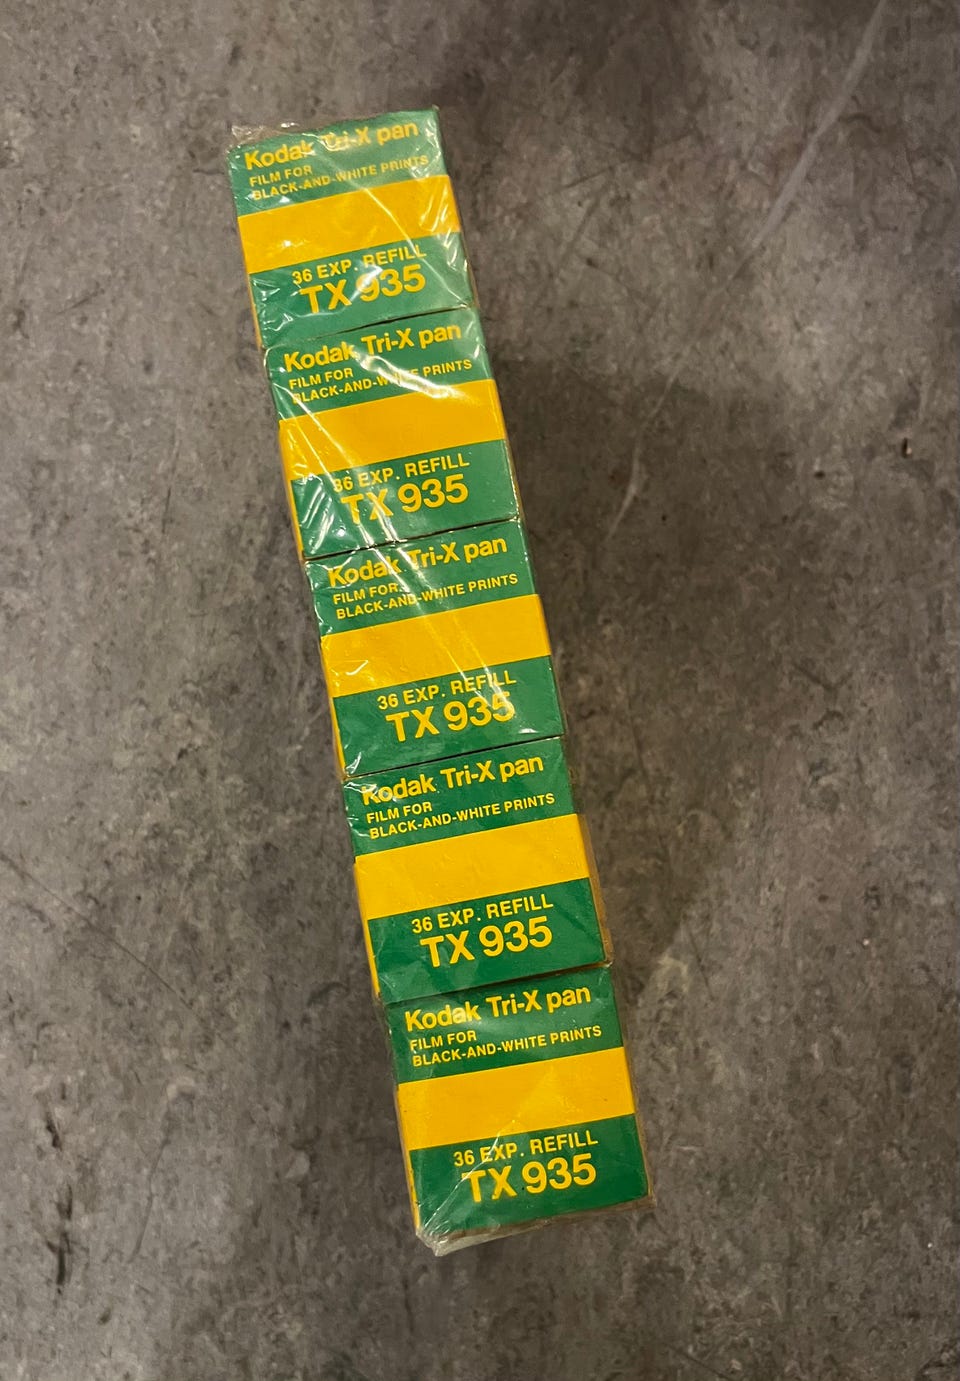 Kodak Tri-X pan
FILM FOR
BLACK-AND-WHITE PRINTS
36 EXP. REFILL
TX 935
Kodak Tri-X pan
FILM FOR
BLACK-AND-WHITE PRINTS
36 EXP. REFILL
TX 935
Kodak Tri-X pan
FILM FOR
BLACK-AND-WHITE PRINTS
36 EXP. REFILL
TX 935
Kodak Tri-X pan
FILM FOR
BLACK-AND-WHITE PRINTS
36 EXP. REFILL
TX 935
Kodak Tri-X pan
FILM FOR
BLACK-AND-WHITE PRINTS
36 EXP. REFILL
TX 935